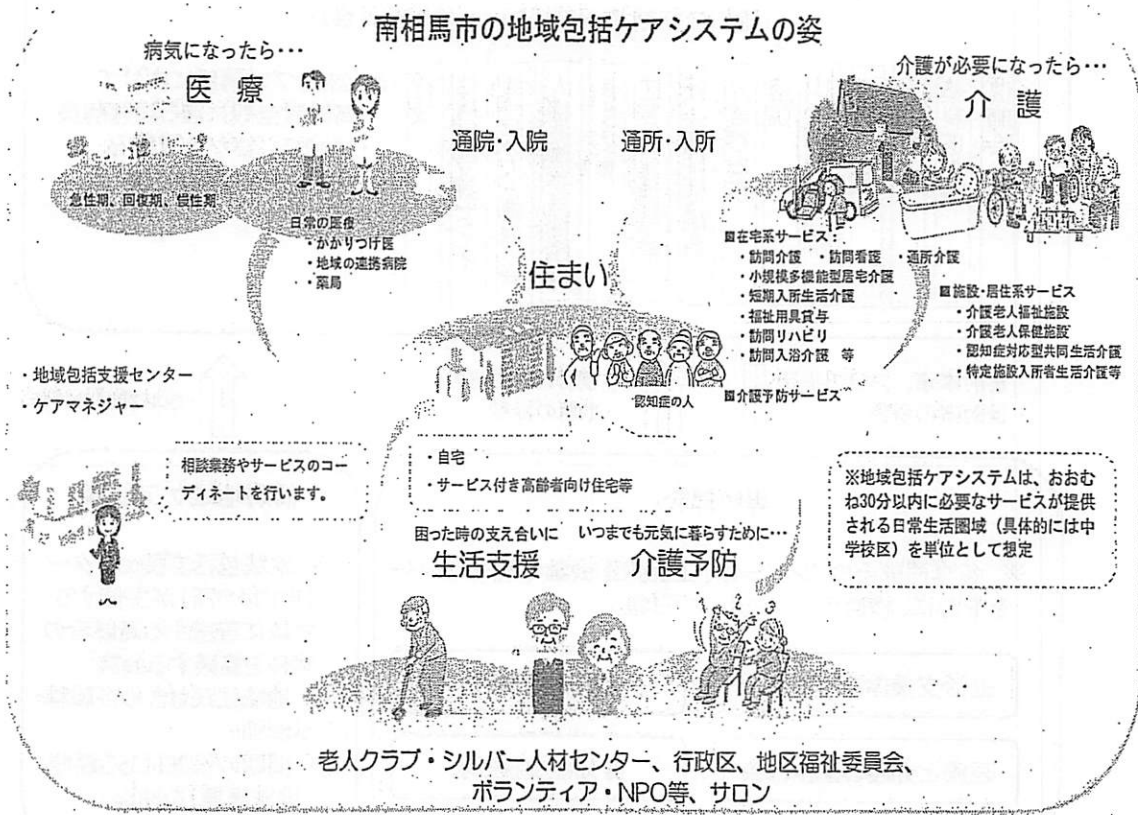 南相馬市の地域包括ケアシステムの姿
病気になったら・・・
医 療
急性期、回復期、慢性期
日常の医療
・かかりつけ医
・地域の連携病院
・薬局
通院・入院
通所・入所
介護が必要になったら・・・
介 護
■在宅系サービス：
・訪問介護 ・訪問看護 ・通所介護
・小規模多機能型居宅介護
・短期入所生活介護
・福祉用具貸与
・訪問リハビリ
・訪問入浴介護 等
■介護予防サービス
■施設・居住系サービス
・介護老人福祉施設
・介護老人保健施設
・認知症対応型共同生活介護
・特定施設入所者生活介護等
住まい
認知症の人
・自宅
・サービス付き高齢者向け住宅等
・地域包括支援センター
・ケアマネジャー
相談業務やサービスのコー
ディネートを行います。
※地域包括ケアシステムは、おおむ
ね30分以内に必要なサービスが提供
される日常生活圏域（具体的には中
学校区）を単位として想定
困った時の支え合いに
生活支援
いつまでも元気に暮らすために・・・
介護予防
老人クラブ・シルバー人材センター、行政区、地区福祉委員会、
ボランティア・NPO等、サロン